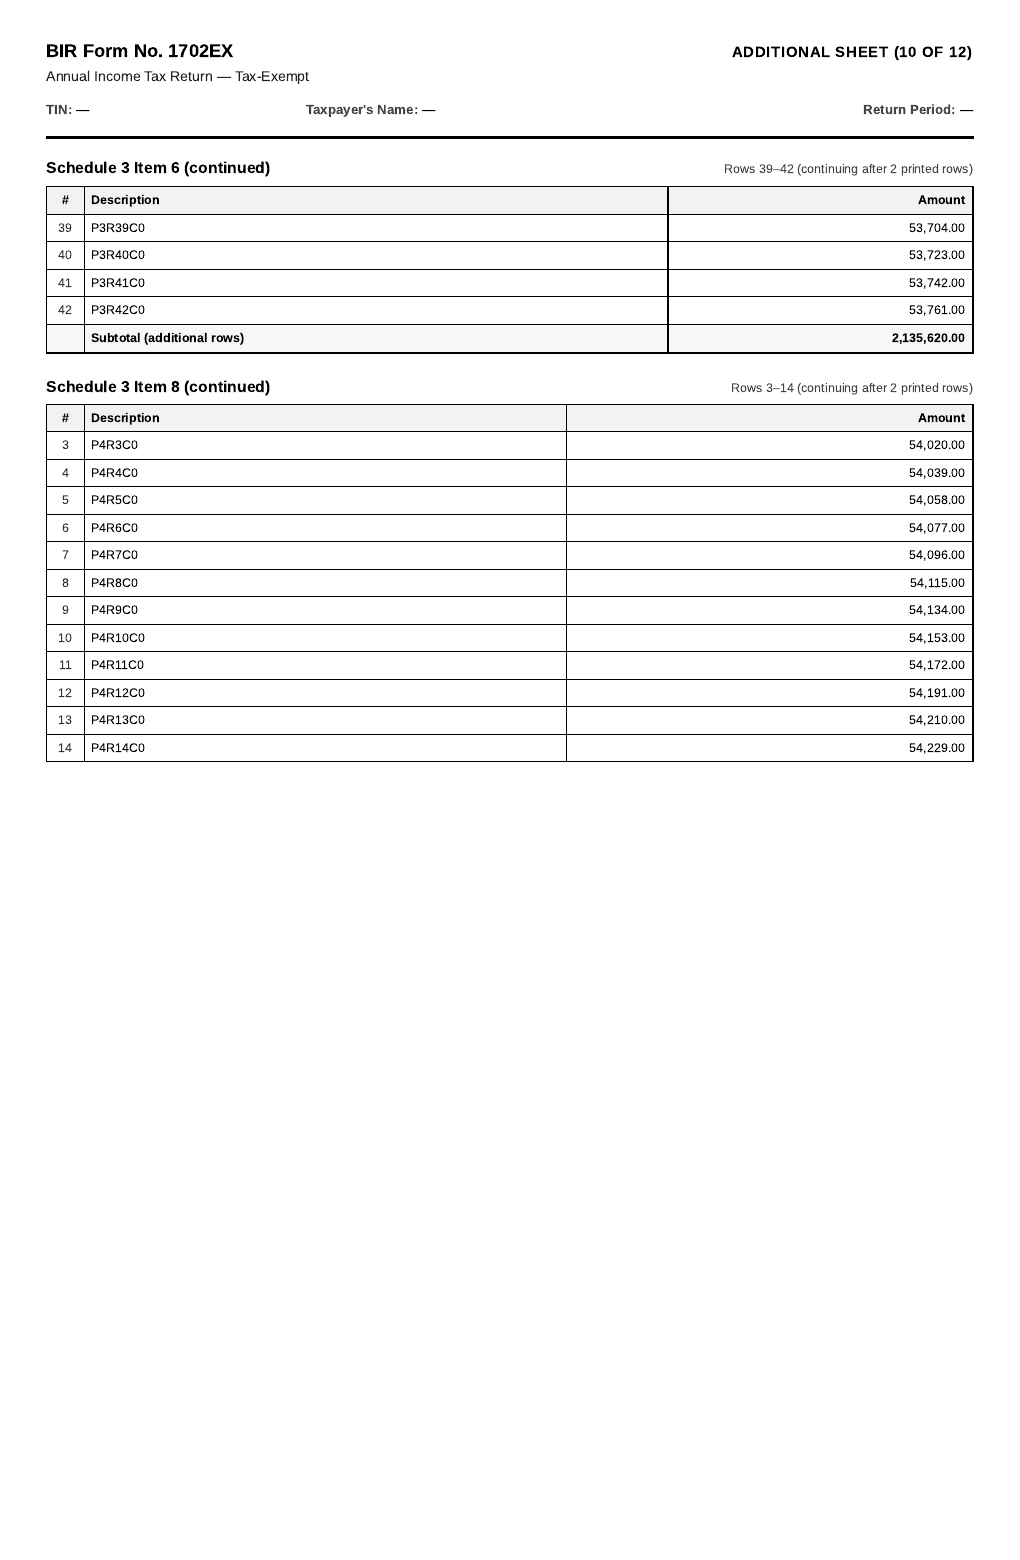 BIR Form No. 1702EX
ADDITIONAL SHEET (10 OF 12)
Annual Income Tax Return — Tax-Exempt
TIN: — Taxpayer's Name: — Return Period: —
Schedule 3 Item 6 (continued) Rows 39–42 (continuing after 2 printed rows)
# Description Amount
39 P3R39C0 53,704.00
40 P3R40C0 53,723.00
41 P3R41C0 53,742.00
42 P3R42C0 53,761.00
Subtotal (additional rows) 2,135,620.00
Schedule 3 Item 8 (continued) Rows 3–14 (continuing after 2 printed rows)
# Description Amount
3 P4R3C0 54,020.00
4 P4R4C0 54,039.00
5 P4R5C0 54,058.00
6 P4R6C0 54,077.00
7 P4R7C0 54,096.00
8 P4R8C0 54,115.00
9 P4R9C0 54,134.00
10 P4R10C0 54,153.00
11 P4R11C0 54,172.00
12 P4R12C0 54,191.00
13 P4R13C0 54,210.00
14 P4R14C0 54,229.00